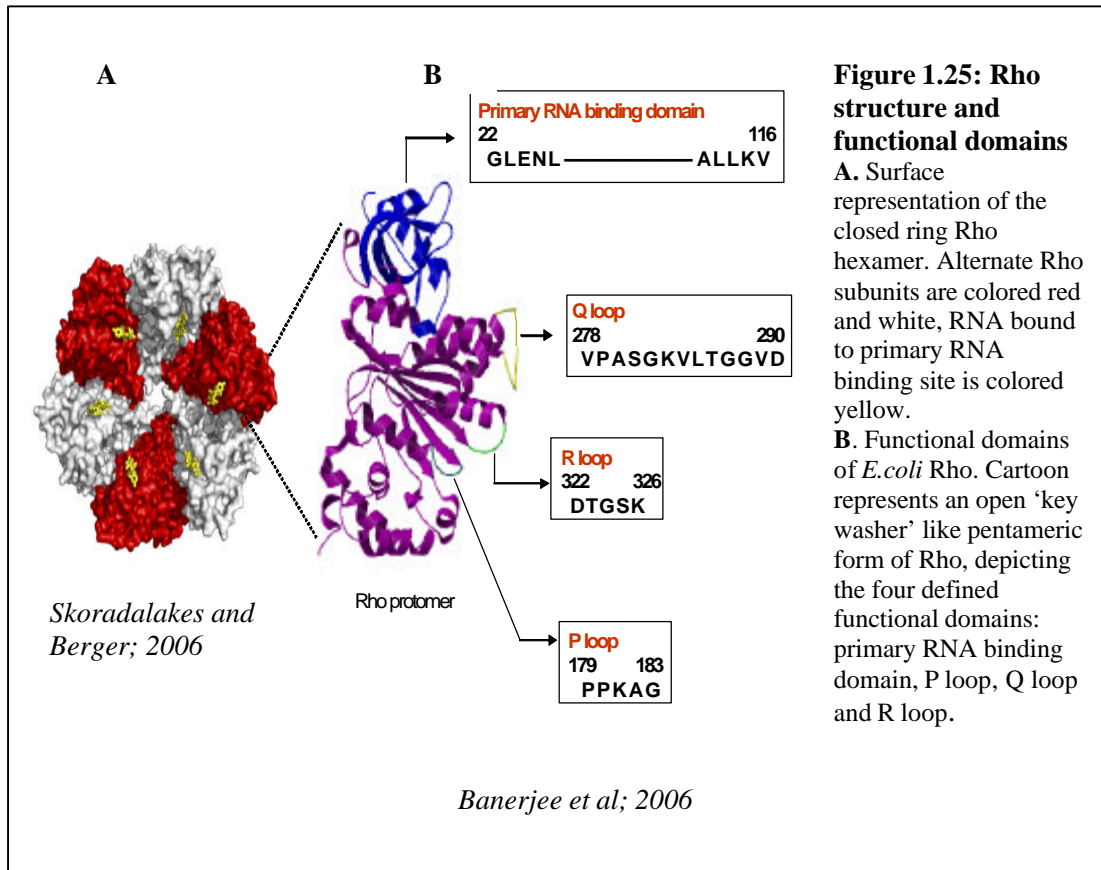 A
B
Primary RNA binding domain
22 116
GLENL ALLKV
Q loop
278 290
VPASGKVLTGGVD
R loop
322 326
DTGSK
Rho protomer
P loop
179 183
PPKAG
Skoradalakes and
Berger; 2006
Banerjee et al; 2006
Figure 1.25: Rho
structure and
functional domains
A. Surface
representation of the
closed ring Rho
hexamer. Alternate Rho
subunits are colored red
and white, RNA bound
to primary RNA
binding site is colored
yellow.
B. Functional domains
of E.coli Rho. Cartoon
represents an open ‘key
washer’ like pentameric
form of Rho, depicting
the four defined
functional domains:
primary RNA binding
domain, P loop, Q loop
and R loop.